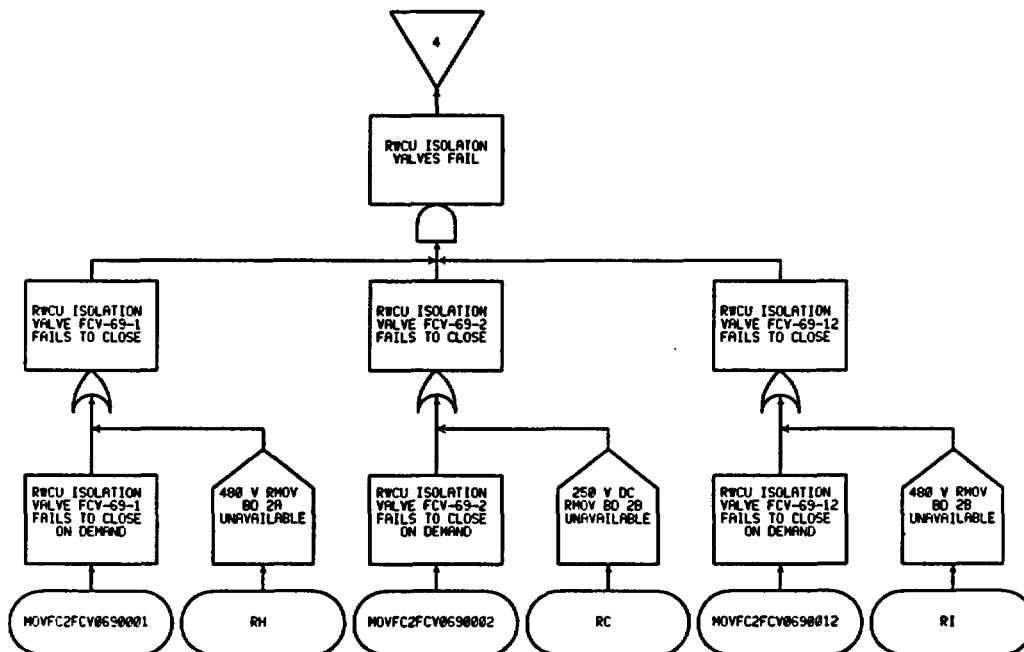 4
RWCU ISOLATON
VALVES FAIL
RWCU ISOLATION
VALVE FCV-69-1
FAILS TO CLOSE
RWCU ISOLATION
VALVE FCV-69-2
FAILS TO CLOSE
RWCU ISOLATION
VALVE FCV-69-12
FAILS TO CLOSE
RWCU ISOLATION
VALVE FCV-69-1
FAILS TO CLOSE
ON DEMAND
480 V RMOV
BD 2A
UNAVAILABLE
RWCU ISOLATION
VALVE FCV-69-2
FAILS TO CLOSE
ON DEMAND
250 V DC
RMOV BD 2B
UNAVAILABLE
RWCU ISOLATION
VALVE FCV-69-12
FAILS TO CLOSE
ON DEMAND
480 V RMOV
BD 2B
UNAVAILABLE
MOVFC2FCV0690001
RH
MOVFC2FCV0690002
RC
MOVFC2FCV0690012
RI